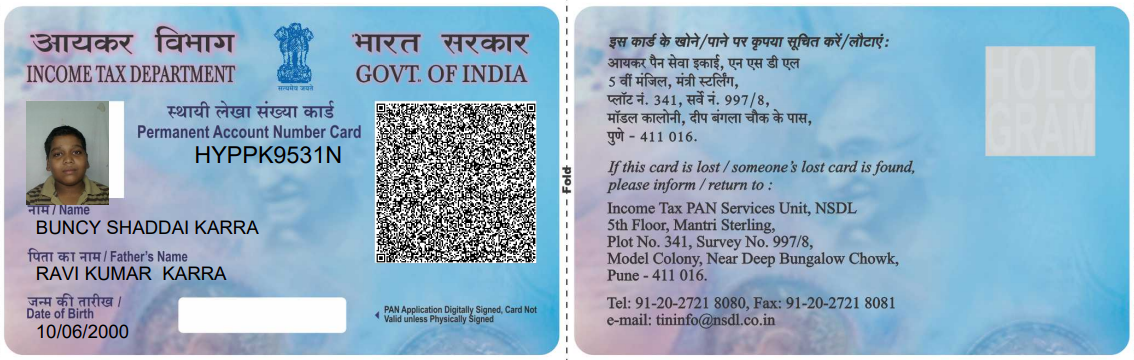 आयकर विभाग
INCOME TAX DEPARTMENT
सत्यमेव जयते
भारत सरकार
GOVT. OF INDIA
स्थायी लेखा संख्या कार्ड
Permanent Account Number Card
HYPPK9531N
नाम / Name
BUNCY SHADDAI KARRA
पिता का नाम / Father's Name
RAVI KUMAR KARRA
जन्म की तारीख /
Date of Birth
10/06/2000
PAN Application Digitally Signed, Card Not
Valid unless Physically Signed
Fold
इस कार्ड के खोने/पाने पर कृपया सूचित करें/लौटाएं:
आयकर पैन सेवा इकाई, एन एस डी एल
5 वीं मंजिल, मंत्री स्टर्लिंग,
प्लॉट नं. 341, सर्वे नं. 997/8,
मॉडल कालोनी, दीप बंगला चौक के पास,
पुणे - 411 016.
If this card is lost / someone's lost card is found,
please inform / return to :
Income Tax PAN Services Unit, NSDL
5th Floor, Mantri Sterling,
Plot No. 341, Survey No. 997/8,
Model Colony, Near Deep Bungalow Chowk,
Pune - 411 016.
Tel: 91-20-2721 8080, Fax: 91-20-2721 8081
e-mail: tininfo@nsdl.co.in
HOLO
GRAM